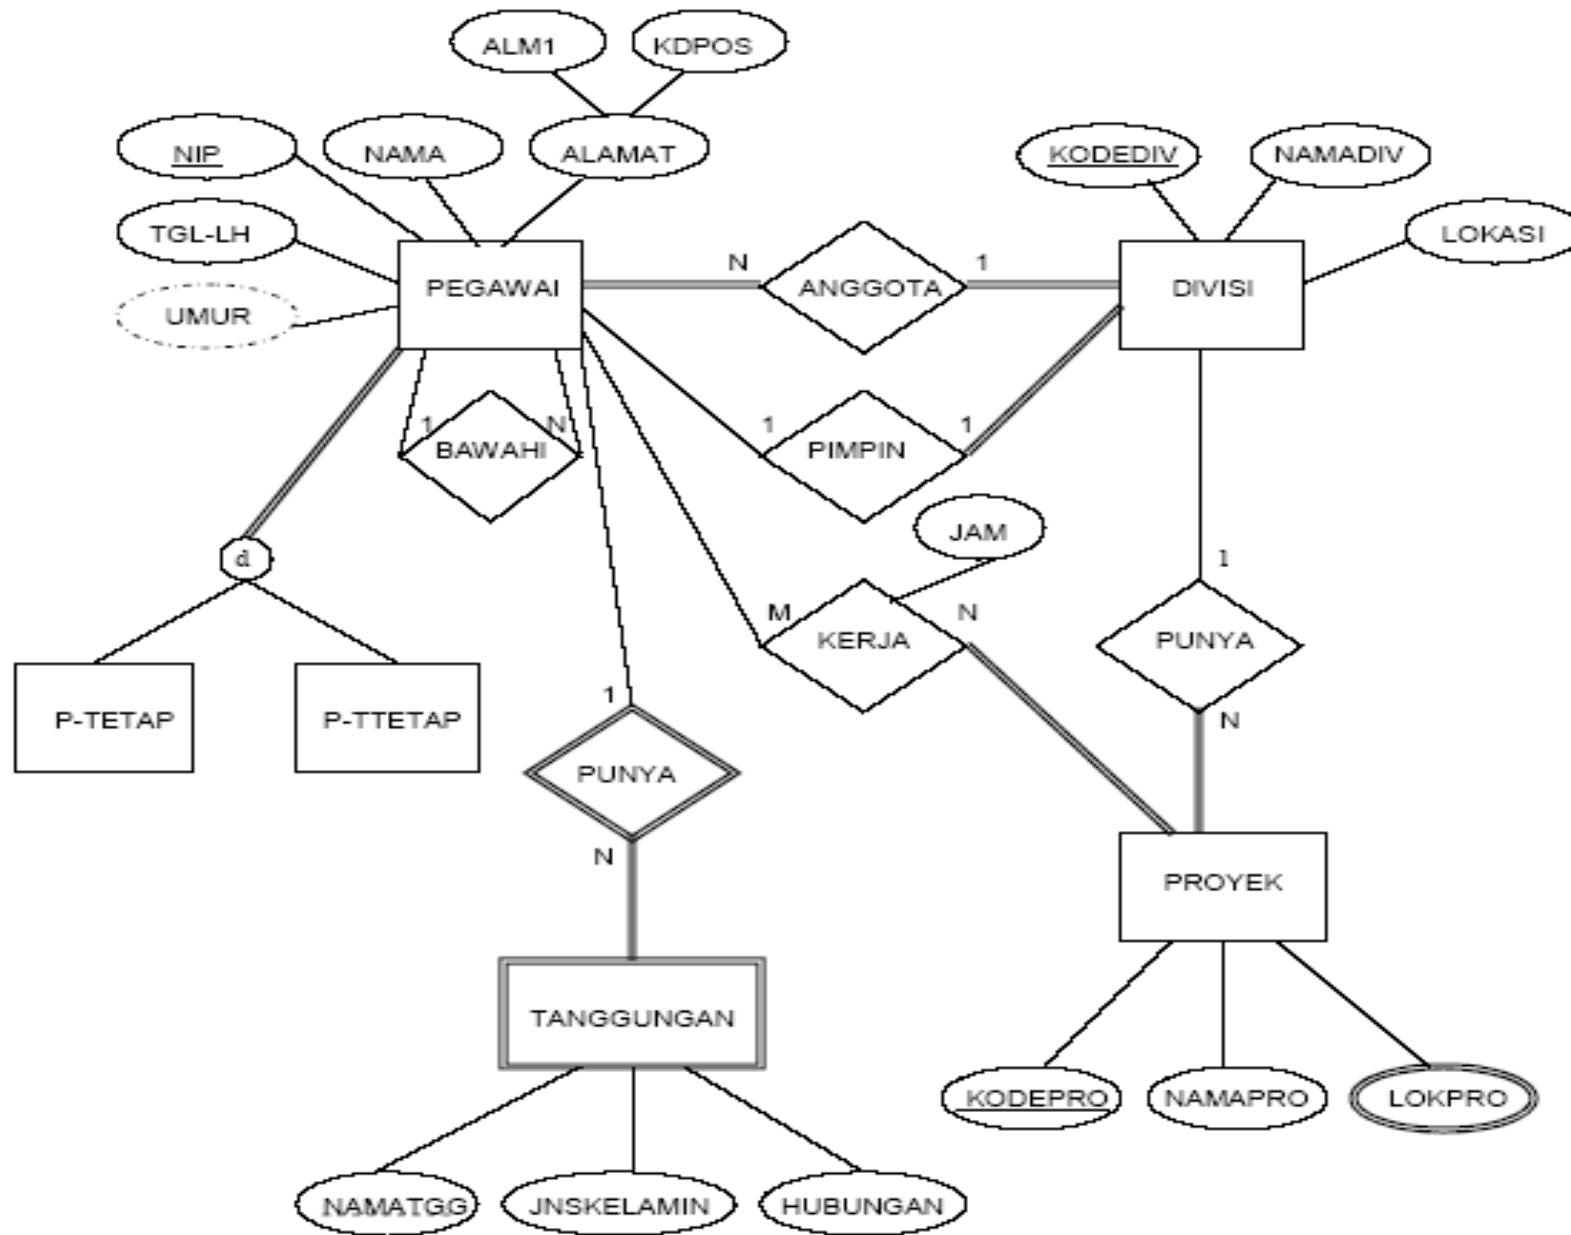 ALM1
KDPOS
NIP
NAMA
ALAMAT
KODEDIV
NAMADIV
TGL-LH
LOKASI
UMUR
PEGAWAI
N
ANGGOTA
1
DIVISI
1
N
BAWAHI
1
PIMPIN
1
JAM
d
1
M
KERJA
N
PUNYA
N
P-TETAP
P-TTETAP
1
PUNYA
N
PROYEK
TANGGUNGAN
KODEPRO
NAMAPRO
LOKPRO
NAMATGG
JNSKELAMIN
HUBUNGAN